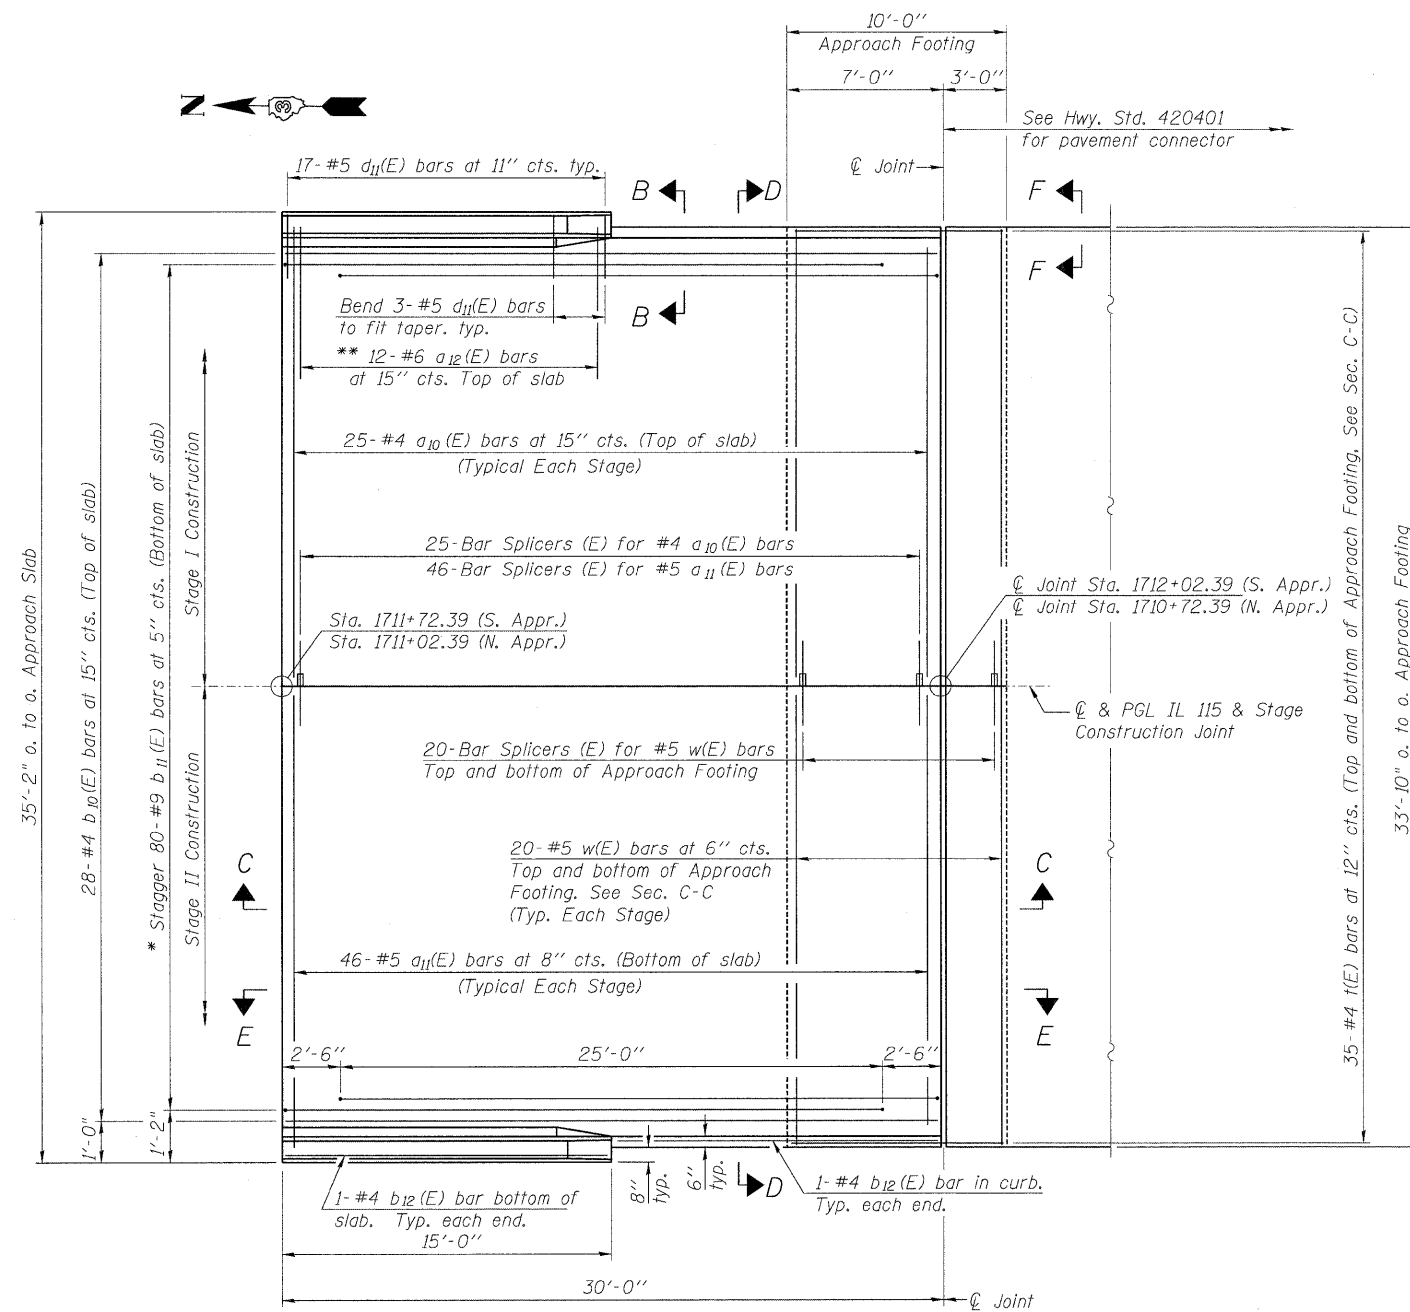 10'-0"
Approach Footing
7'-0"
3'-0"
N
3
See Hwy. Std. 420401
for pavement connector
℄ Joint
17-#5 d11(E) bars at 11" cts. typ.
B
D
F
F
B
Bend 3-#5 d11(E) bars
to fit taper. typ.
** 12-#6 a12(E) bars
at 15" cts. Top of slab
25-#4 a10(E) bars at 15" cts. (Top of slab)
(Typical Each Stage)
25-Bar Splicers (E) for #4 a10(E) bars
46-Bar Splicers (E) for #5 a11(E) bars
Sta. 1711+72.39 (S. Appr.)
Sta. 1711+02.39 (N. Appr.)
℄ Joint Sta. 1712+02.39 (S. Appr.)
℄ Joint Sta. 1710+72.39 (N. Appr.)
℄ & PGL IL 115 & Stage
Construction Joint
20-Bar Splicers (E) for #5 w(E) bars
Top and bottom of Approach Footing
20-#5 w(E) bars at 6" cts.
Top and bottom of Approach
Footing. See Sec. C-C
(Typ. Each Stage)
C
C
46-#5 a11(E) bars at 8" cts. (Bottom of slab)
(Typical Each Stage)
E
E
2'-6"
25'-0"
2'-6"
35'-2" o. to o. Approach Slab
28-#4 b10(E) bars at 15" cts. (Top of slab)
* Stagger 80-#9 b11(E) bars at 5" cts. (Bottom of slab)
Stage I Construction
Stage II Construction
1'-0"
1'-2"
35-#4 t(E) bars at 12" cts. (Top and bottom of Approach Footing, See Sec. C-C)
33'-10" o. to o. Approach Footing
1-#4 b12(E) bar bottom of
slab. Typ. each end.
8"
typ.
6"
typ.
D
1-#4 b12(E) bar in curb.
Typ. each end.
15'-0"
30'-0"
℄ Joint